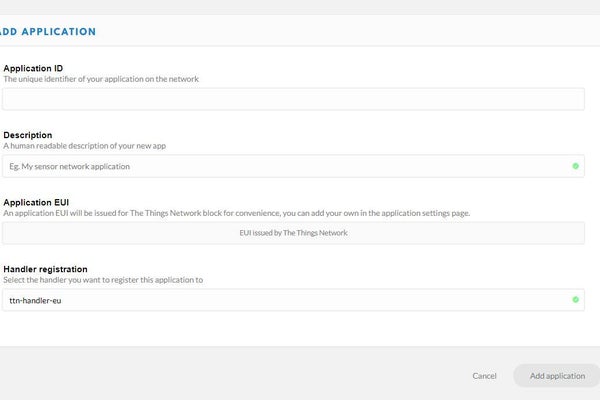 ADD APPLICATION
Application ID
The unique identifier of your application on the network
Description
A human readable description of your new app
Eg. My sensor network application
Application EUI
An application EUI will be issued for The Things Network block for convenience, you can add your own in the application settings page.
EUI issued by The Things Network
Handler registration
Select the handler you want to register this application to
ttn-handler-eu
Cancel
Add application